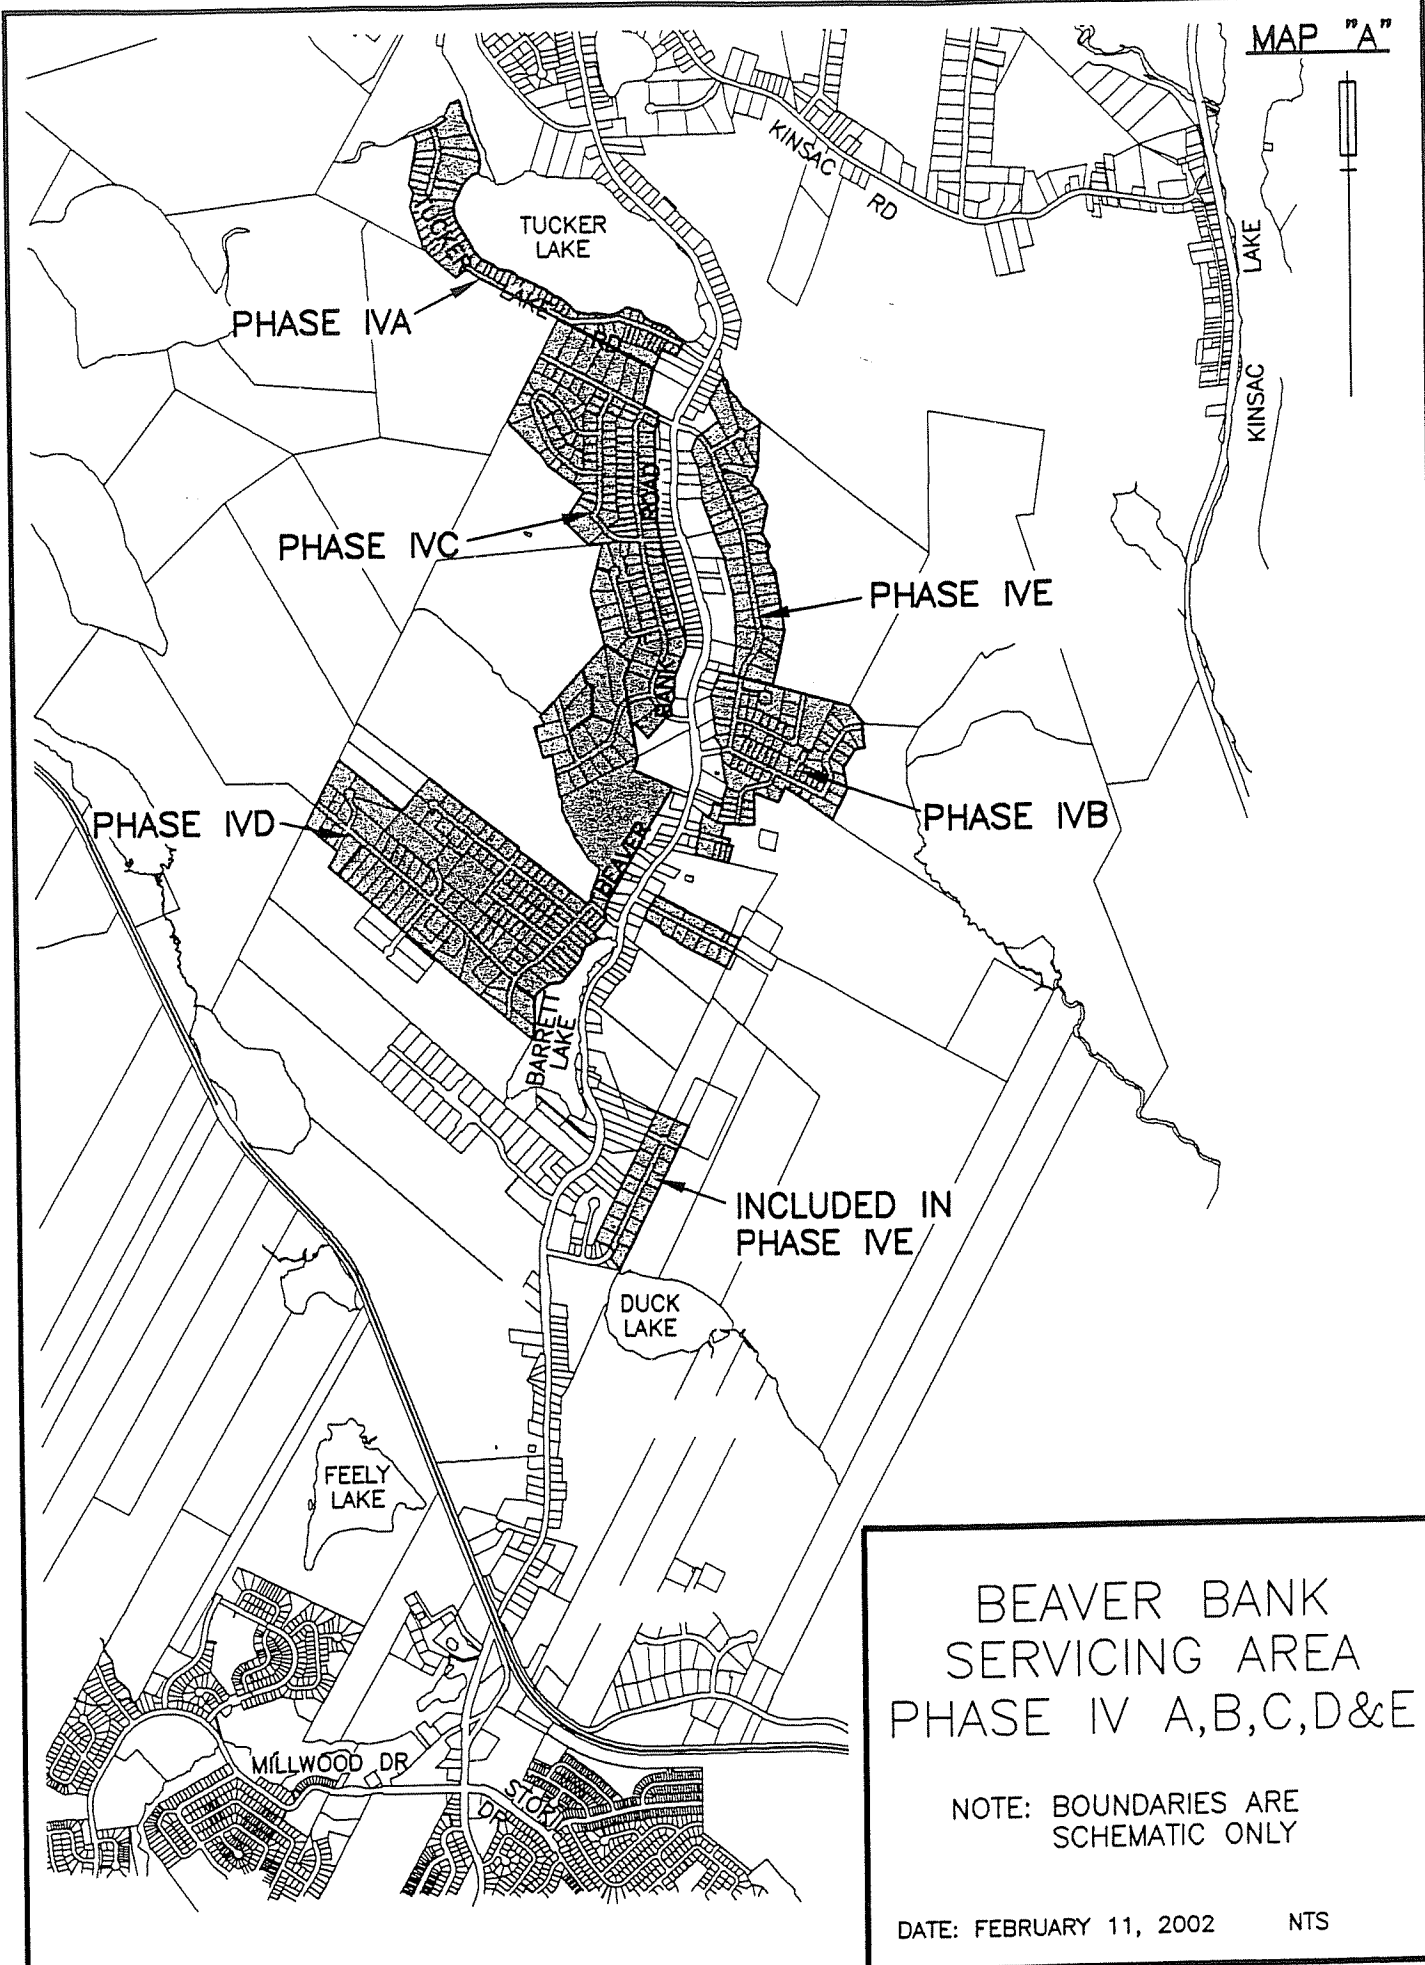 MAP "A"
KINSAC
RD
TUCKER
LAKE
TUCKER
LAKE
RD
LAKE
KINSAC
PHASE IVA
PHASE IVC
ROAD
PHASE IVE
BANK
PHASE IVD
PHASE IVB
BEAVER
BARRETT
LAKE
INCLUDED IN
PHASE IVE
DUCK
LAKE
FEELY
LAKE
MILLWOOD DR
DR
BEAVER BANK
SERVICING AREA
PHASE IV A,B,C,D&E
NOTE: BOUNDARIES ARE
SCHEMATIC ONLY
DATE: FEBRUARY 11, 2002 NTS